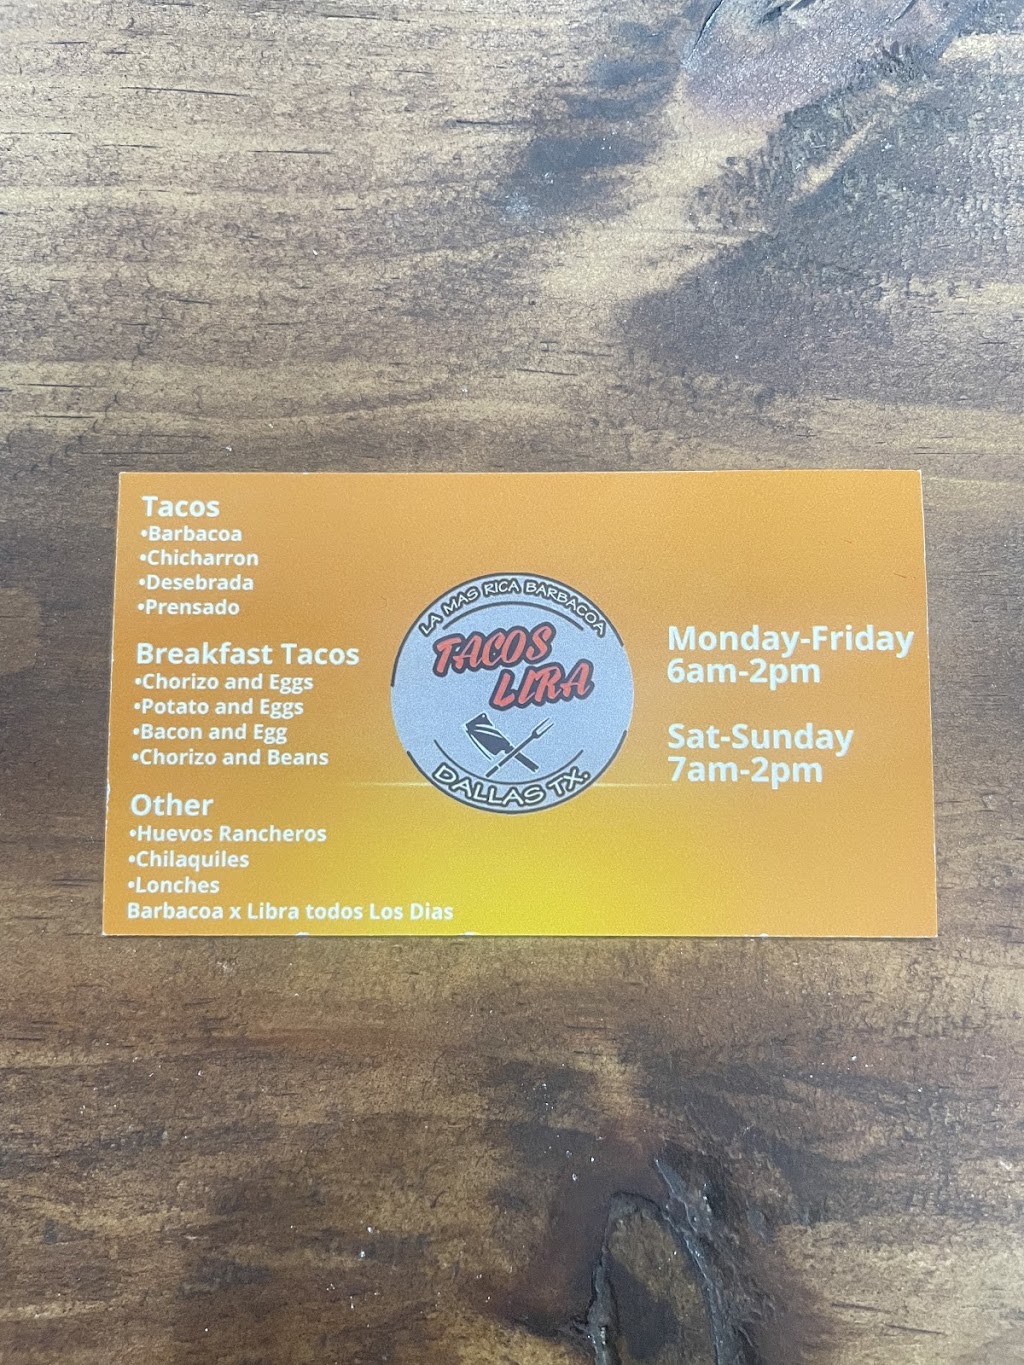 Tacos
•Barbacoa
•Chicharron
•Desebrada
•Prensado
Breakfast Tacos
•Chorizo and Eggs
•Potato and Eggs
•Bacon and Egg
•Chorizo and Beans
Other
•Huevos Rancheros
•Chilaquiles
•Lonches
Barbacoa x Libra todos Los Dias
LA MAS RICA BARBACOA
TACOS
LIRA
DALLAS TX.
Monday-Friday
6am-2pm
Sat-Sunday
7am-2pm